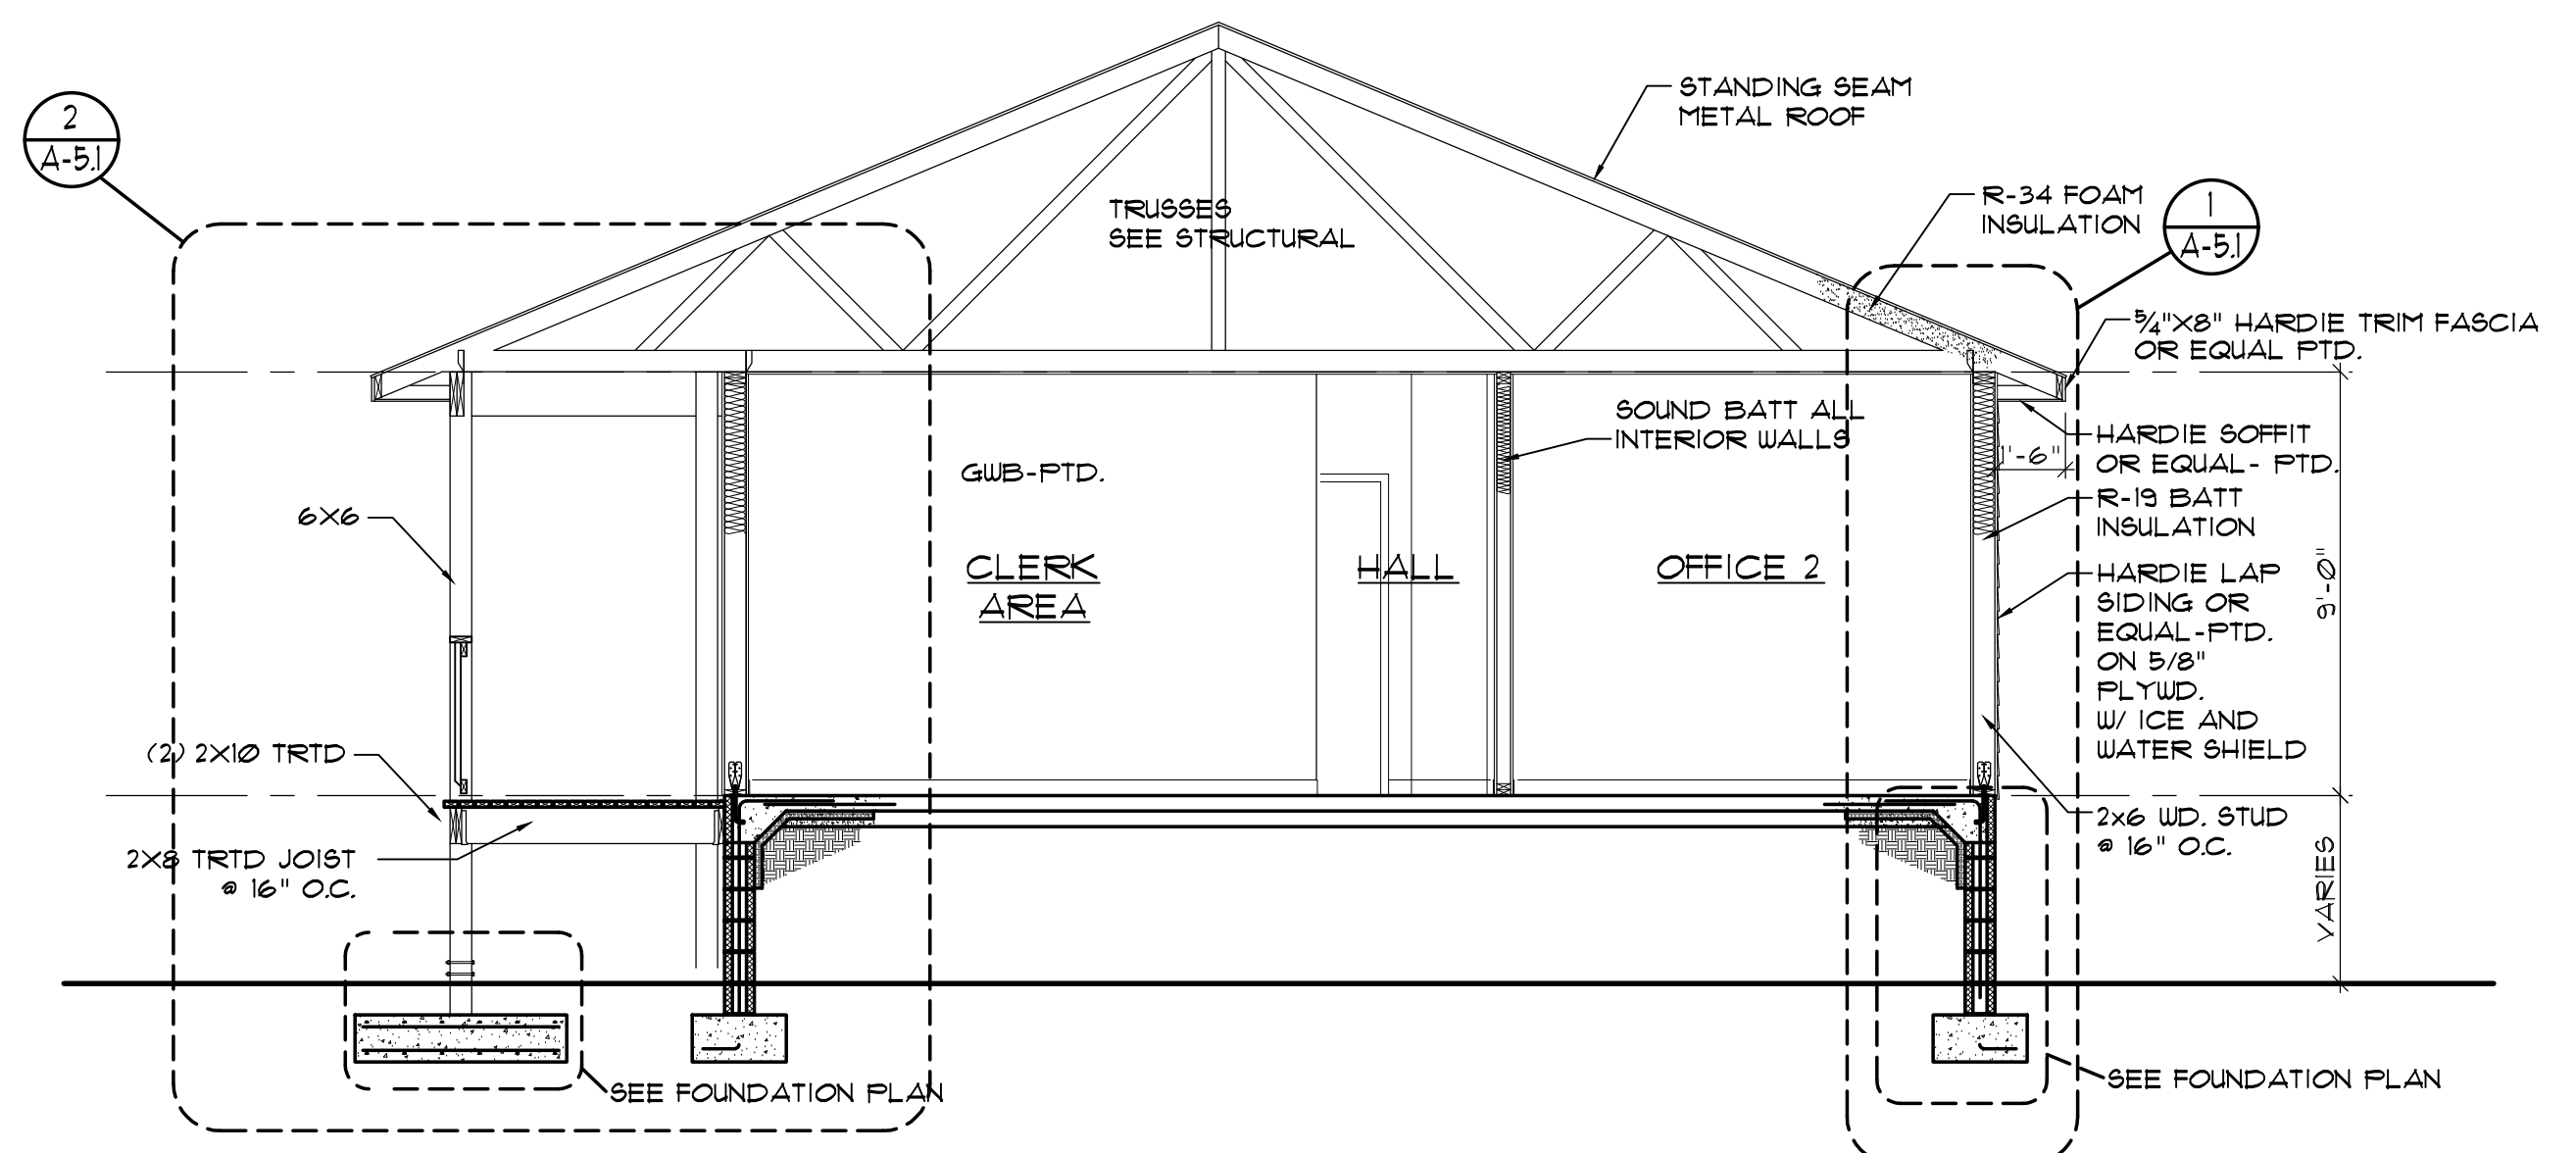 2
A-5.1
STANDING SEAM
METAL ROOF
R-34 FOAM
INSULATION
1
A-5.1
TRUSSES
SEE STRUCTURAL
5/4"X8" HARDIE TRIM FASCIA
OR EQUAL PTD.
SOUND BATT ALL
INTERIOR WALLS
HARDIE SOFFIT
OR EQUAL- PTD.
1'-6"
GWB-PTD.
R-19 BATT
INSULATION
6X6
CLERK
AREA
HALL
OFFICE 2
HARDIE LAP
SIDING OR
EQUAL-PTD.
ON 5/8"
PLYWD.
W/ ICE AND
WATER SHIELD
9'-0"
(2) 2X10 TRTD
2X8 TRTD JOIST
@ 16" O.C.
2x6 WD. STUD
@ 16" O.C.
VARIES
SEE FOUNDATION PLAN
SEE FOUNDATION PLAN